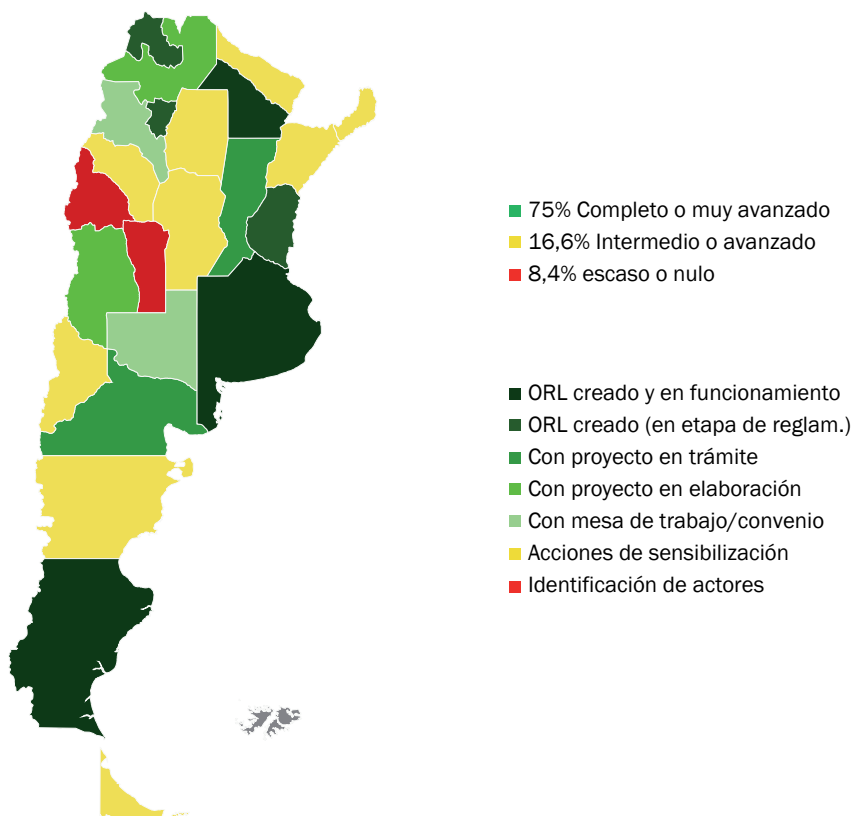 75% Completo o muy avanzado
16,6% Intermedio o avanzado
8,4% escaso o nulo
ORL creado y en funcionamiento
ORL creado (en etapa de reglam.)
Con proyecto en trámite
Con proyecto en elaboración
Con mesa de trabajo/convenio
Acciones de sensibilización
Identificación de actores